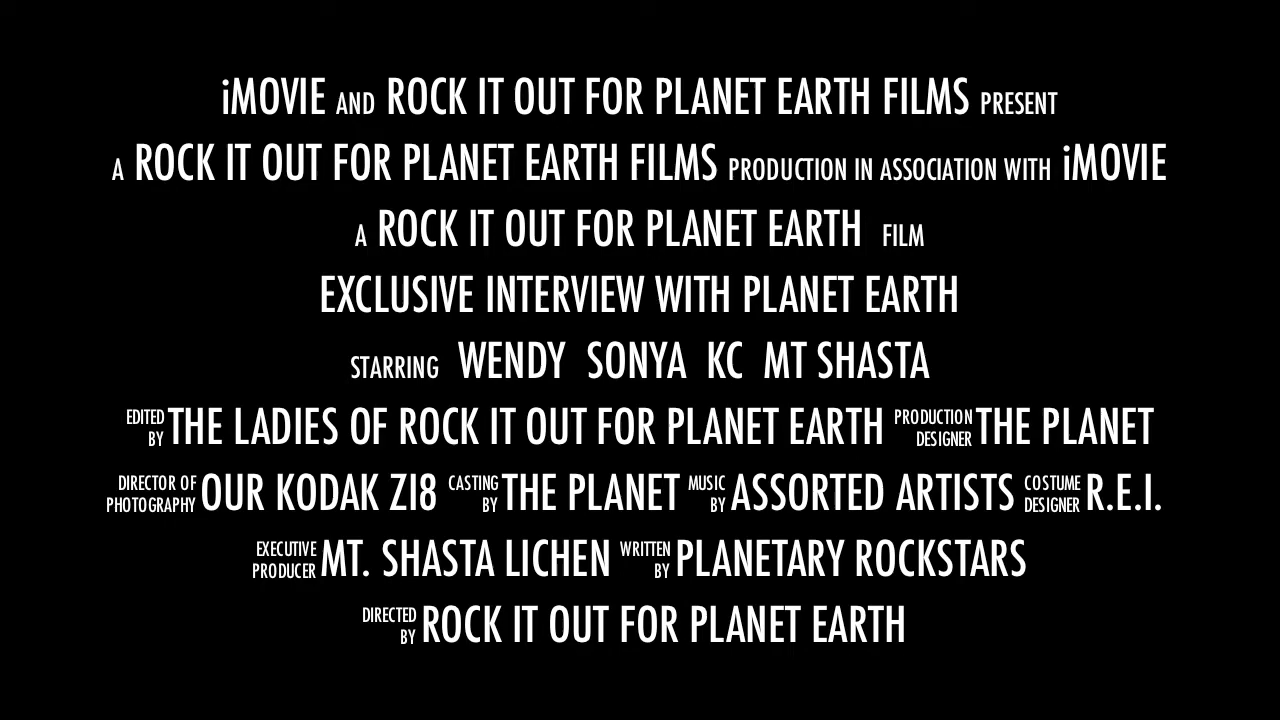 iMOVIE AND ROCK IT OUT FOR PLANET EARTH FILMS PRESENT
A ROCK IT OUT FOR PLANET EARTH FILMS PRODUCTION IN ASSOCIATION WITH iMOVIE
A ROCK IT OUT FOR PLANET EARTH FILM
EXCLUSIVE INTERVIEW WITH PLANET EARTH
STARRING WENDY SONYA KC MT SHASTA
EDITED BY THE LADIES OF ROCK IT OUT FOR PLANET EARTH PRODUCTION DESIGNER THE PLANET
DIRECTOR OF PHOTOGRAPHY OUR KODAK ZI8 CASTING BY THE PLANET MUSIC BY ASSORTED ARTISTS COSTUME DESIGNER R.E.I.
EXECUTIVE PRODUCER MT. SHASTA LICHEN WRITTEN BY PLANETARY ROCKSTARS
DIRECTED BY ROCK IT OUT FOR PLANET EARTH